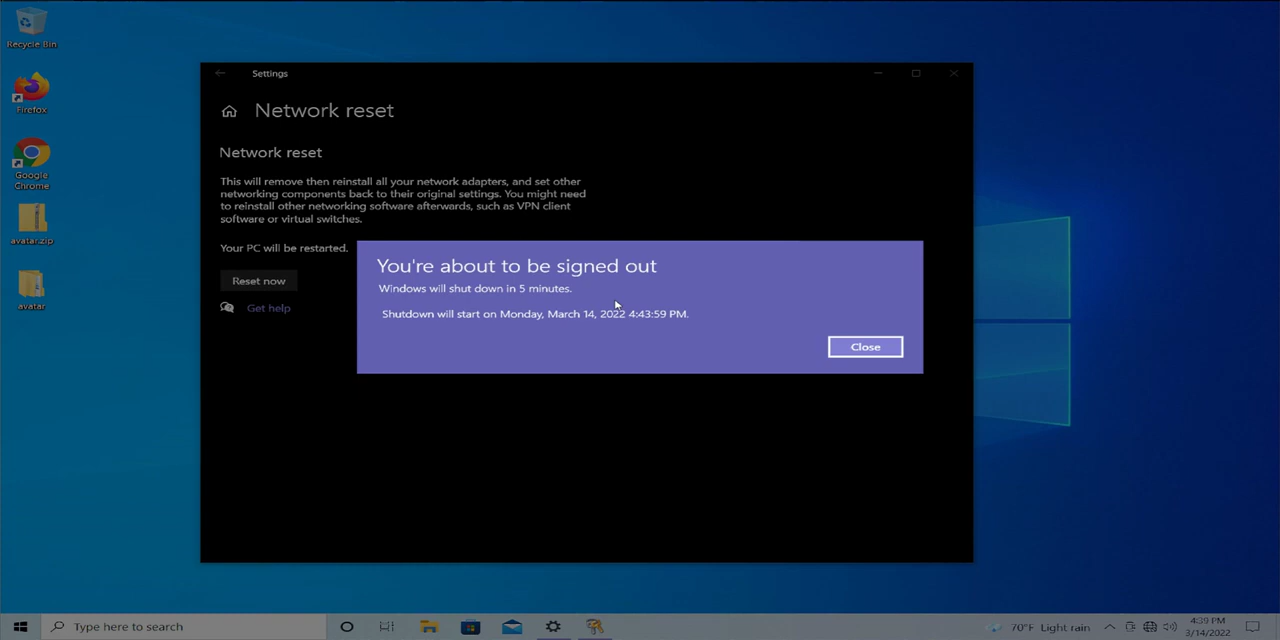 Recycle Bin
Firefox
Google
Chrome
avatar.zip
avatar
Settings
Network reset
Network reset
This will remove then reinstall all your network adapters, and set other
networking components back to their original settings. You might need
to reinstall other networking software afterwards, such as VPN client
software or virtual switches.
Your PC will be restarted.
Reset now
Get help
You're about to be signed out
Windows will shut down in 5 minutes.
Shutdown will start on Monday, March 14, 2022 4:43:59 PM.
Close
Type here to search
70°F Light rain
4:39 PM
3/14/2022